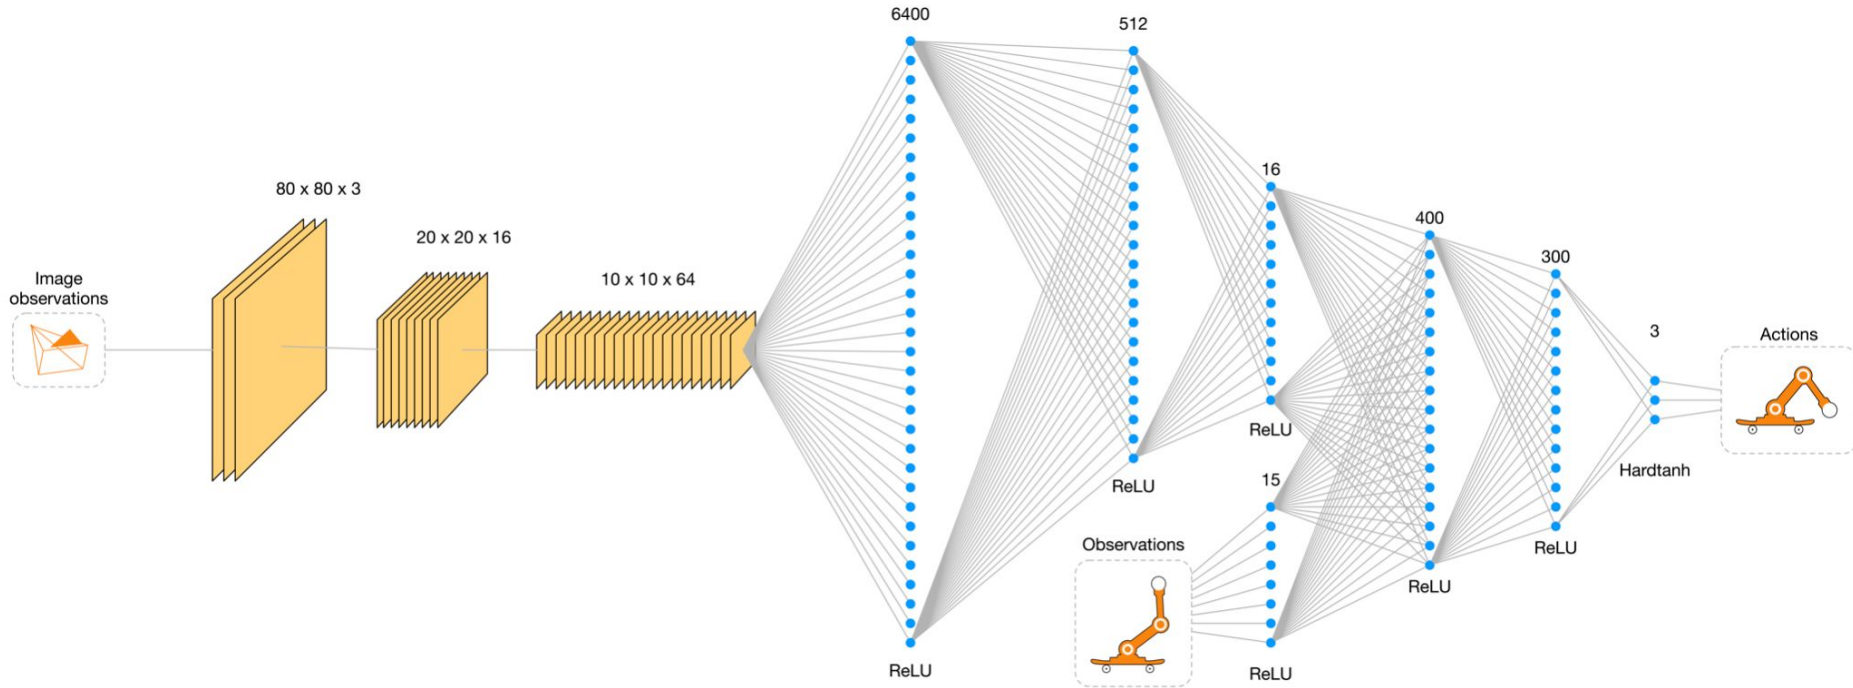 Image
observations
80 x 80 x 3
20 x 20 x 16
10 x 10 x 64
6400
ReLU
512
ReLU
16
ReLU
Observations
15
ReLU
400
ReLU
300
ReLU
3
Hardtanh
Actions